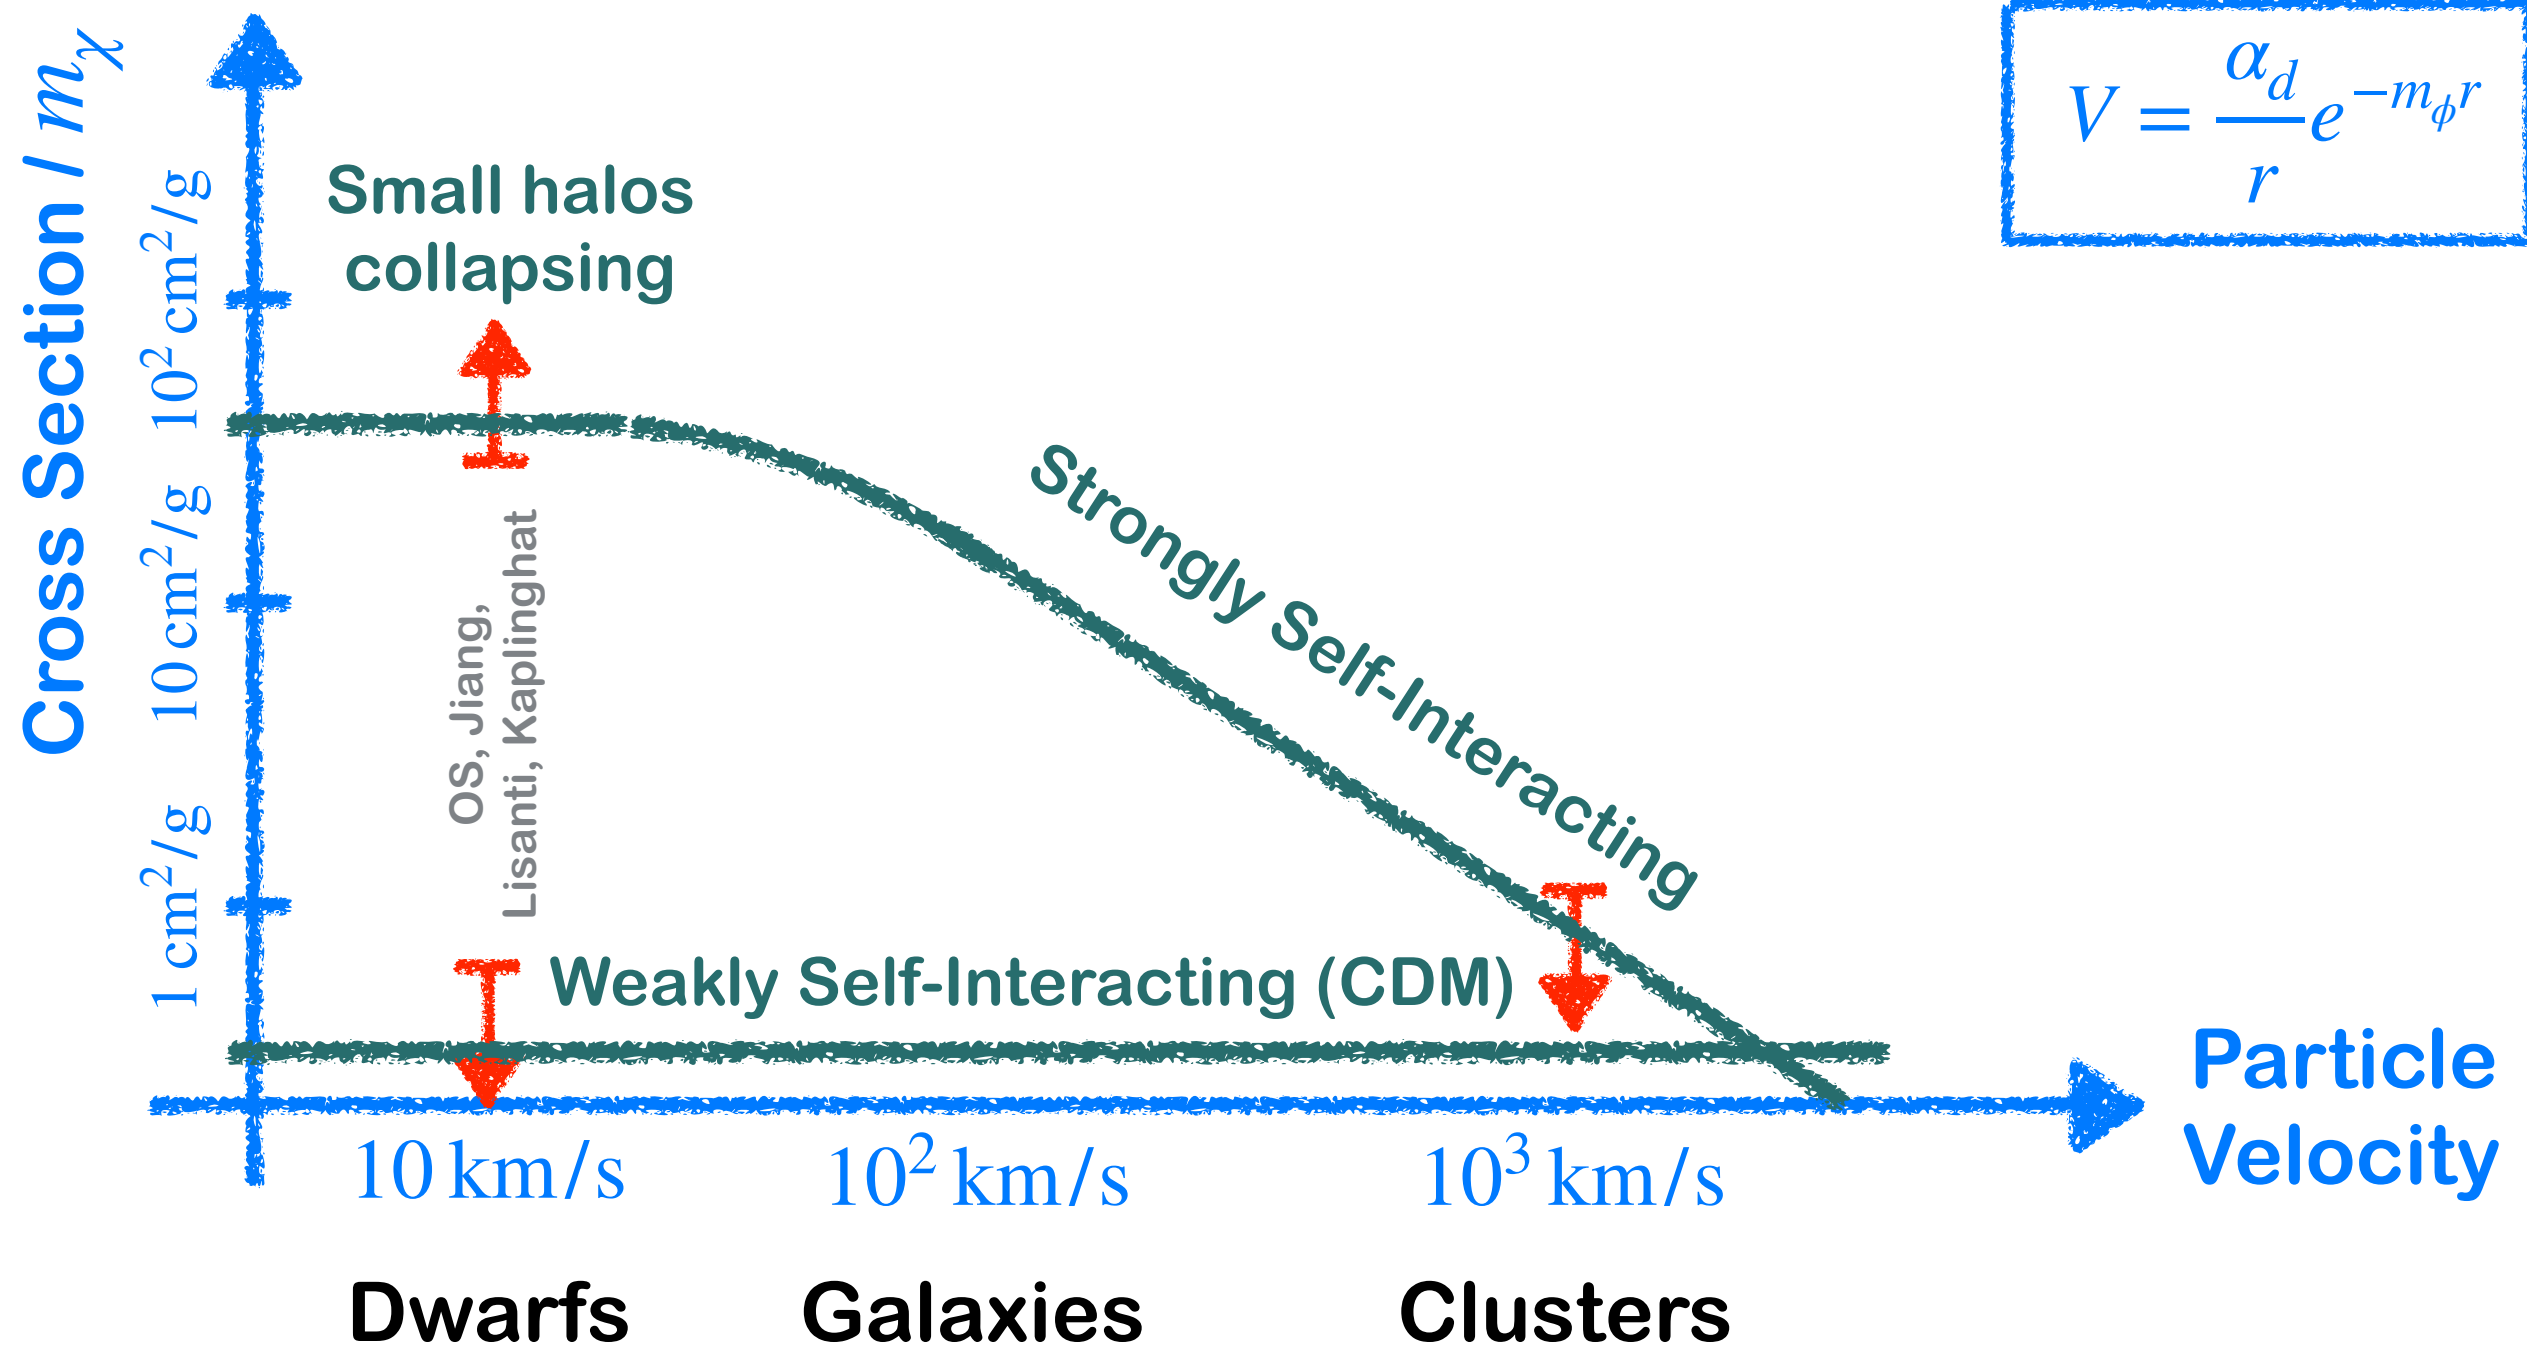 Cross Section / m_χ
10² cm²/g
10 cm²/g
1 cm²/g
V = \frac{α_d}{r} e^{−m_ϕ r}
Small halos
collapsing
OS, Jiang,
Lisanti, Kaplinghat
Strongly Self-Interacting
Weakly Self-Interacting (CDM)
Particle
Velocity
10 km/s
10² km/s
10³ km/s
Dwarfs
Galaxies
Clusters